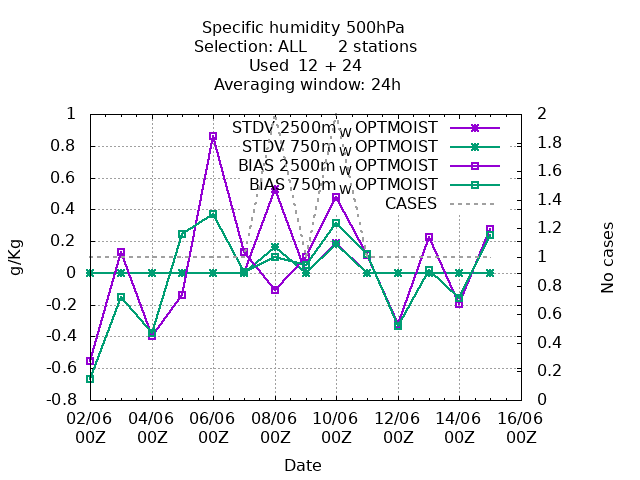 Specific humidity 500hPa
Selection: ALL 2 stations
Used 12 + 24
Averaging window: 24h
STDV 2500m_W OPTMOIST
STDV 750m_W OPTMOIST
BIAS 2500m_W OPTMOIST
BIAS 750m_W OPTMOIST
CASES
1
0.8
0.6
0.4
0.2
0
-0.2
-0.4
-0.6
-0.8
g/Kg
2
1.8
1.6
1.4
1.2
1
0.8
0.6
0.4
0.2
0
No cases
02/06 04/06 06/06 08/06 10/06 12/06 14/06 16/06
00Z 00Z 00Z 00Z 00Z 00Z 00Z 00Z
Date